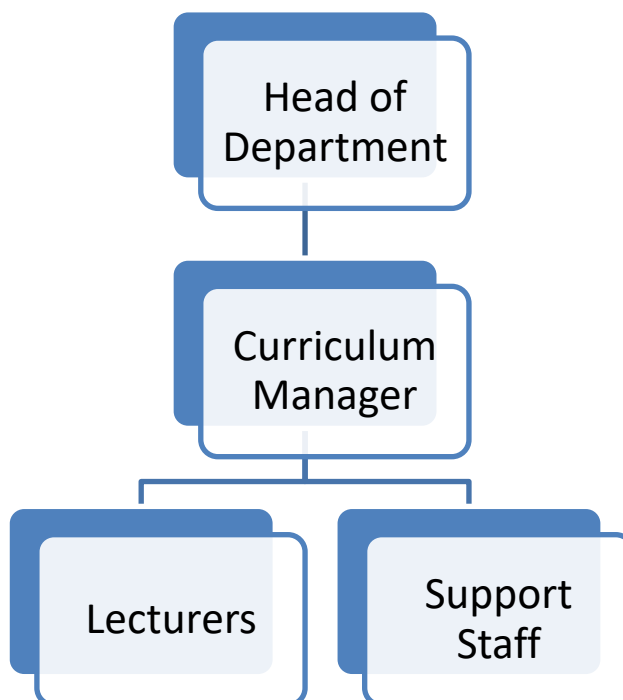 Head of
Department
Curriculum
Manager
Lecturers
Support
Staff